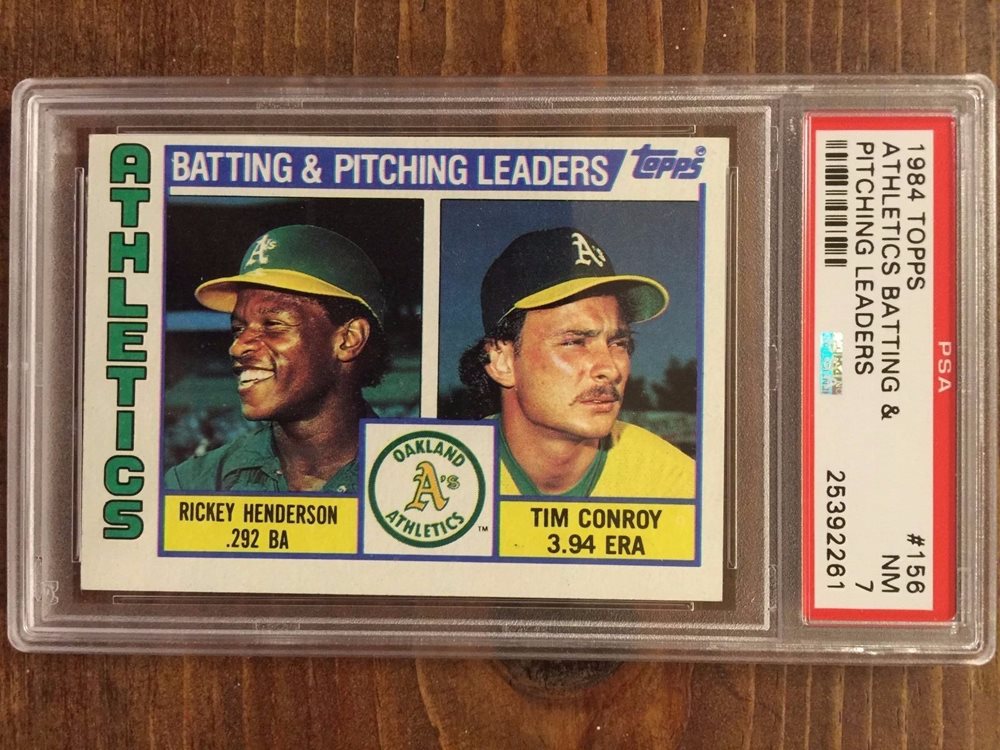 ATHLETICS
BATTING & PITCHING LEADERS
topps®
A's
A's
OAKLAND
A's
ATHLETICS
™
RICKEY HENDERSON
.292 BA
TIM CONROY
3.94 ERA
PSA
1984 TOPPS #156
ATHLETICS BATTING & NM
PITCHING LEADERS 7
25392261